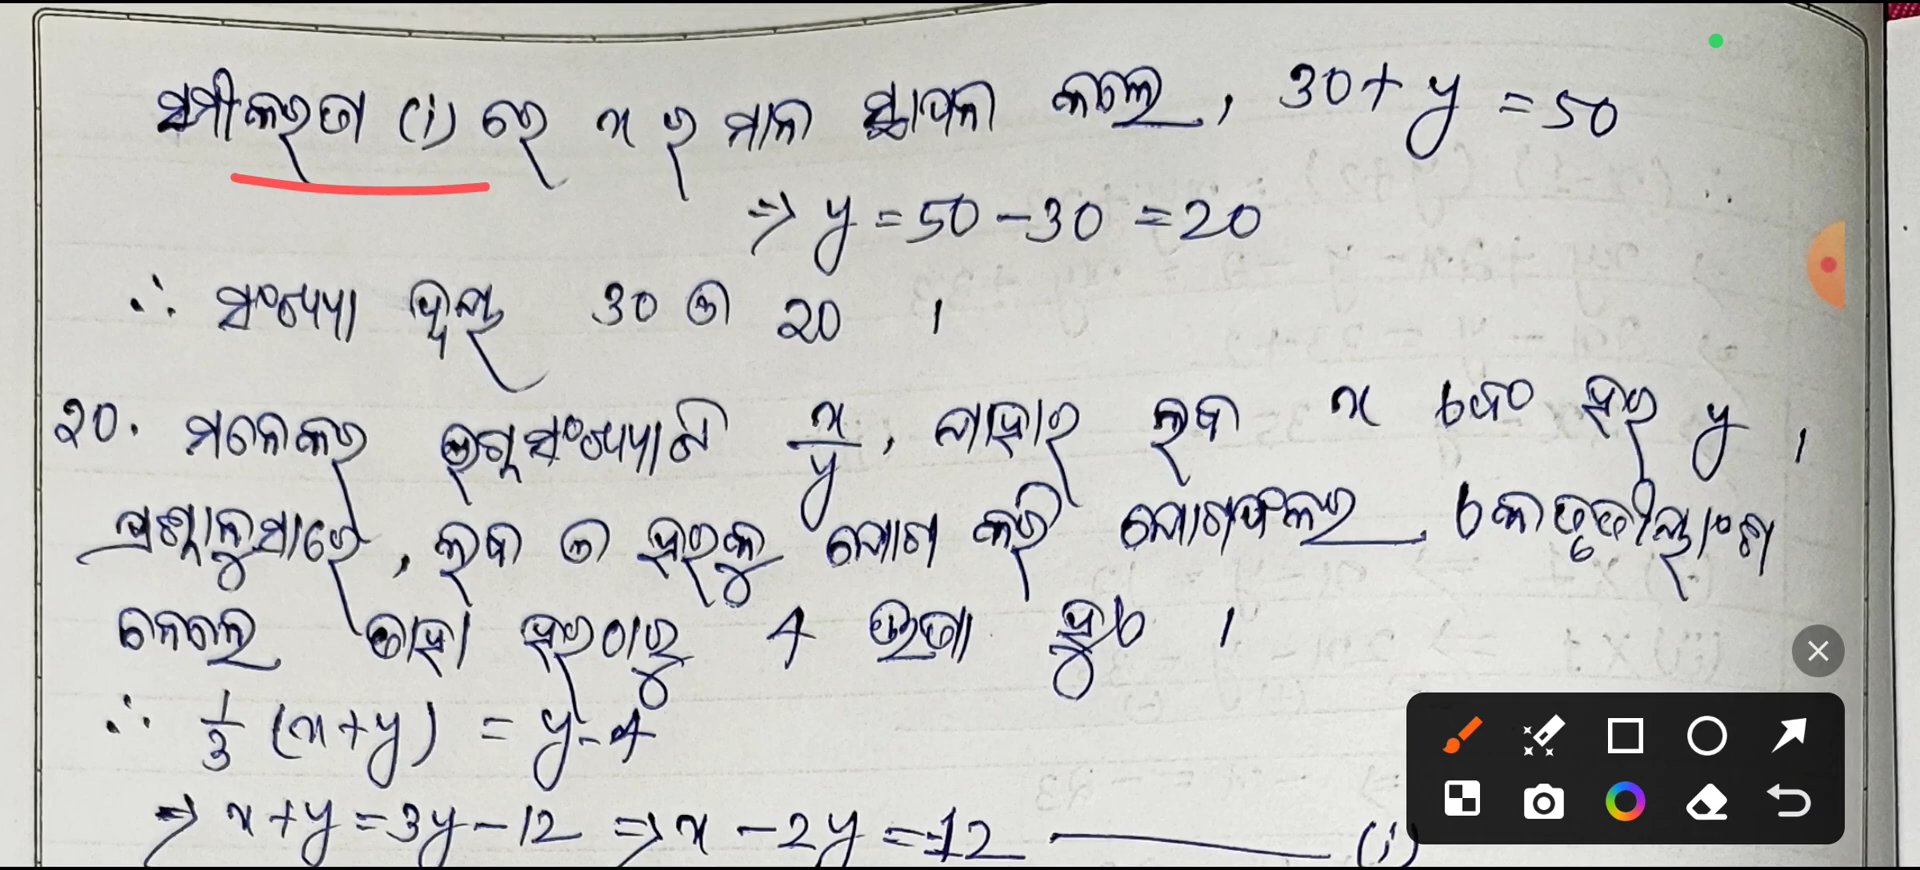 ସମୀକରଣ (i) ରେ x ର ମାନ ସ୍ଥାପନ କଲେ, 30 + y = 50
⇒ y = 50 - 30 = 20
∴ ସଂଖ୍ୟା ଦ୍ୱୟ 30 ଓ 20 ।
20. ମନେକର ଭଗ୍ନସଂଖ୍ୟାଟି x/y, ଯାହାର ଲବ x ଏବଂ ହର y ।
ପ୍ରଶ୍ନାନୁସାରେ, ଲବ ଓ ହରକୁ ଯୋଗ କରି ଯୋଗଫଳର ଏକତୃତୀୟାଂଶ
ନେଲେ ତାହା ହରଠାରୁ 4 ଊଣା ହୁଏ ।
∴ 1/3 (x + y) = y - 4
⇒ x + y = 3y - 12 ⇒ x - 2y = -12 ——— (i)